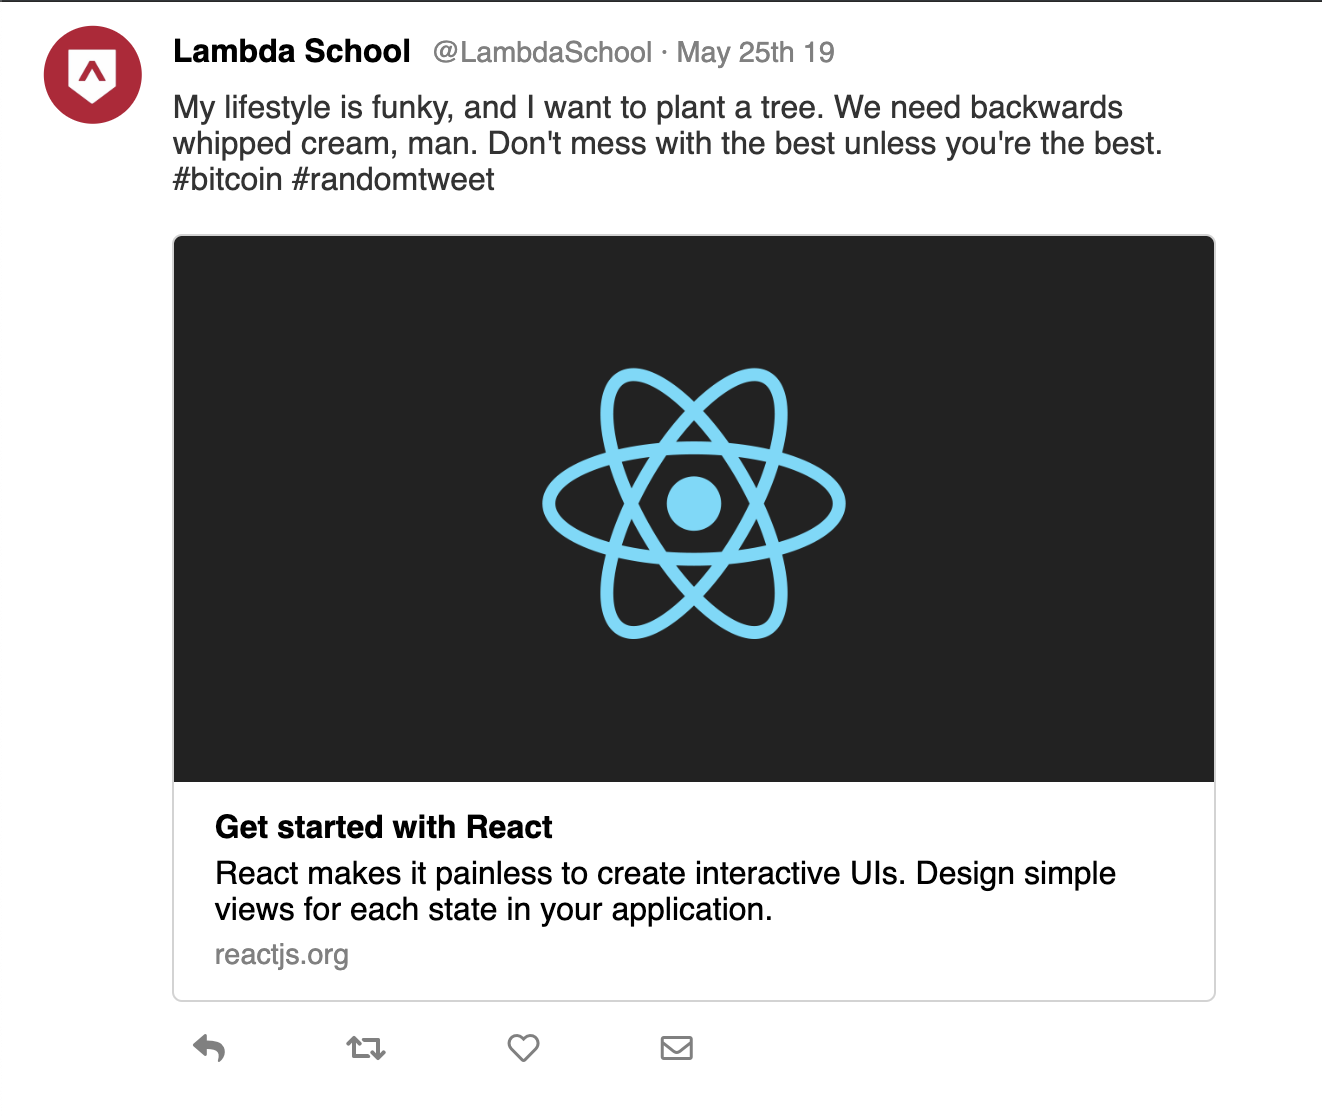 Lambda School @LambdaSchool · May 25th 19
My lifestyle is funky, and I want to plant a tree. We need backwards
whipped cream, man. Don't mess with the best unless you're the best.
#bitcoin #randomtweet
Get started with React
React makes it painless to create interactive UIs. Design simple
views for each state in your application.
reactjs.org